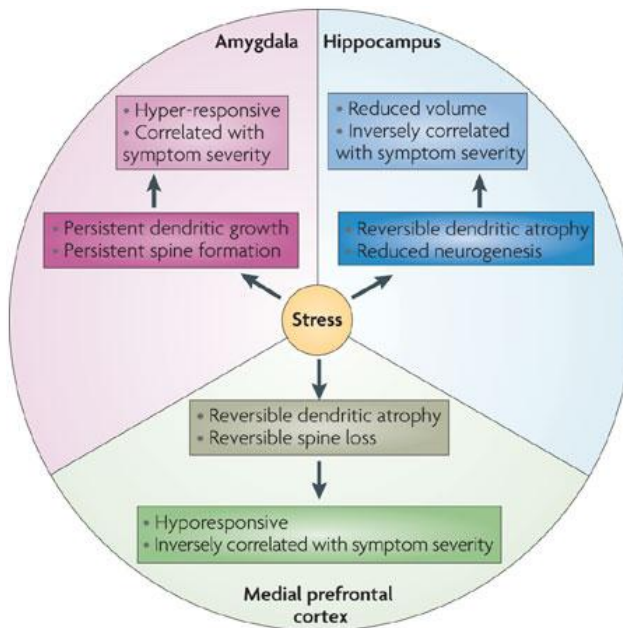 Amygdala
Hippocampus
• Hyper-responsive
• Correlated with
symptom severity
• Reduced volume
• Inversely correlated
with symptom severity
• Persistent dendritic growth
• Persistent spine formation
• Reversible dendritic atrophy
• Reduced neurogenesis
Stress
• Reversible dendritic atrophy
• Reversible spine loss
• Hyporesponsive
• Inversely correlated with symptom severity
Medial prefrontal
cortex